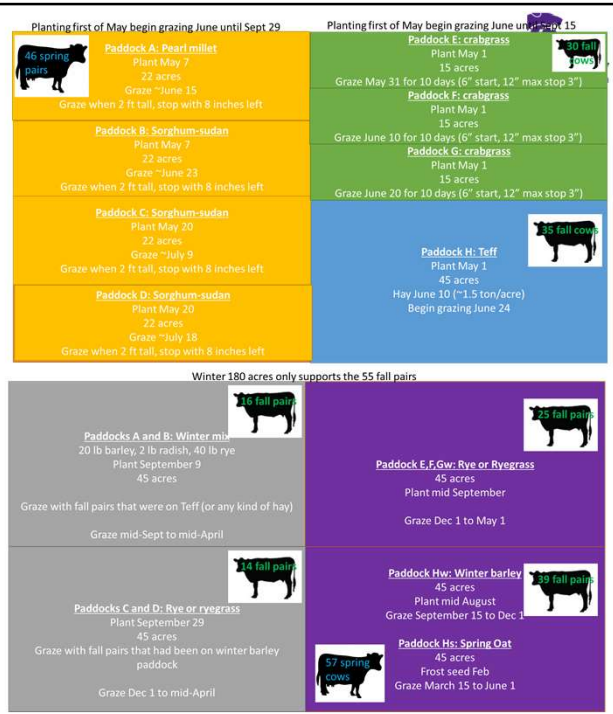 Planting first of May begin grazing June until Sept 29
Planting first of May begin grazing June until Sept 15
46 spring
pairs
Paddock A: Pearl millet
Plant May 7
22 acres
Graze ~June 15
Graze when 2 ft tall, stop with 8 inches left
Paddock B: Sorghum-sudan
Plant May 7
22 acres
Graze ~June 23
Graze when 2 ft tall, stop with 8 inches left
Paddock C: Sorghum-sudan
Plant May 20
22 acres
Graze ~July 9
Graze when 2 ft tall, stop with 8 inches left
Paddock D: Sorghum-sudan
Plant May 20
22 acres
Graze ~July 18
Graze when 2 ft tall, stop with 8 inches left
30 fall
cows
Paddock E: crabgrass
Plant May 1
15 acres
Graze May 31 for 10 days (6” start, 12” max stop 3”)
Paddock F: crabgrass
Plant May 1
15 acres
Graze June 10 for 10 days (6” start, 12” max stop 3”)
Paddock G: crabgrass
Plant May 1
15 acres
Graze June 20 for 10 days (6” start, 12” max stop 3”)
35 fall cows
Paddock H: Teff
Plant May 1
45 acres
Hay June 10 (~1.5 ton/acre)
Begin grazing June 24
Winter 180 acres only supports the 55 fall pairs
16 fall pairs
Paddocks A and B: Winter mix
20 lb barley, 2 lb radish, 40 lb rye
Plant September 9
45 acres
Graze with fall pairs that were on Teff (or any kind of hay)
Graze mid-Sept to mid-April
25 fall pairs
Paddock E,F,Gw: Rye or Ryegrass
45 acres
Plant mid September
Graze Dec 1 to May 1
14 fall pairs
Paddocks C and D: Rye or ryegrass
Plant September 29
45 acres
Graze with fall pairs that had been on winter barley
paddock
Graze Dec 1 to mid-April
39 fall pairs
Paddock Hw: Winter barley
45 acres
Plant mid August
Graze September 15 to Dec 1
Paddock Hs: Spring Oat
45 acres
Frost seed Feb
Graze March 15 to June 1
57 spring
cows